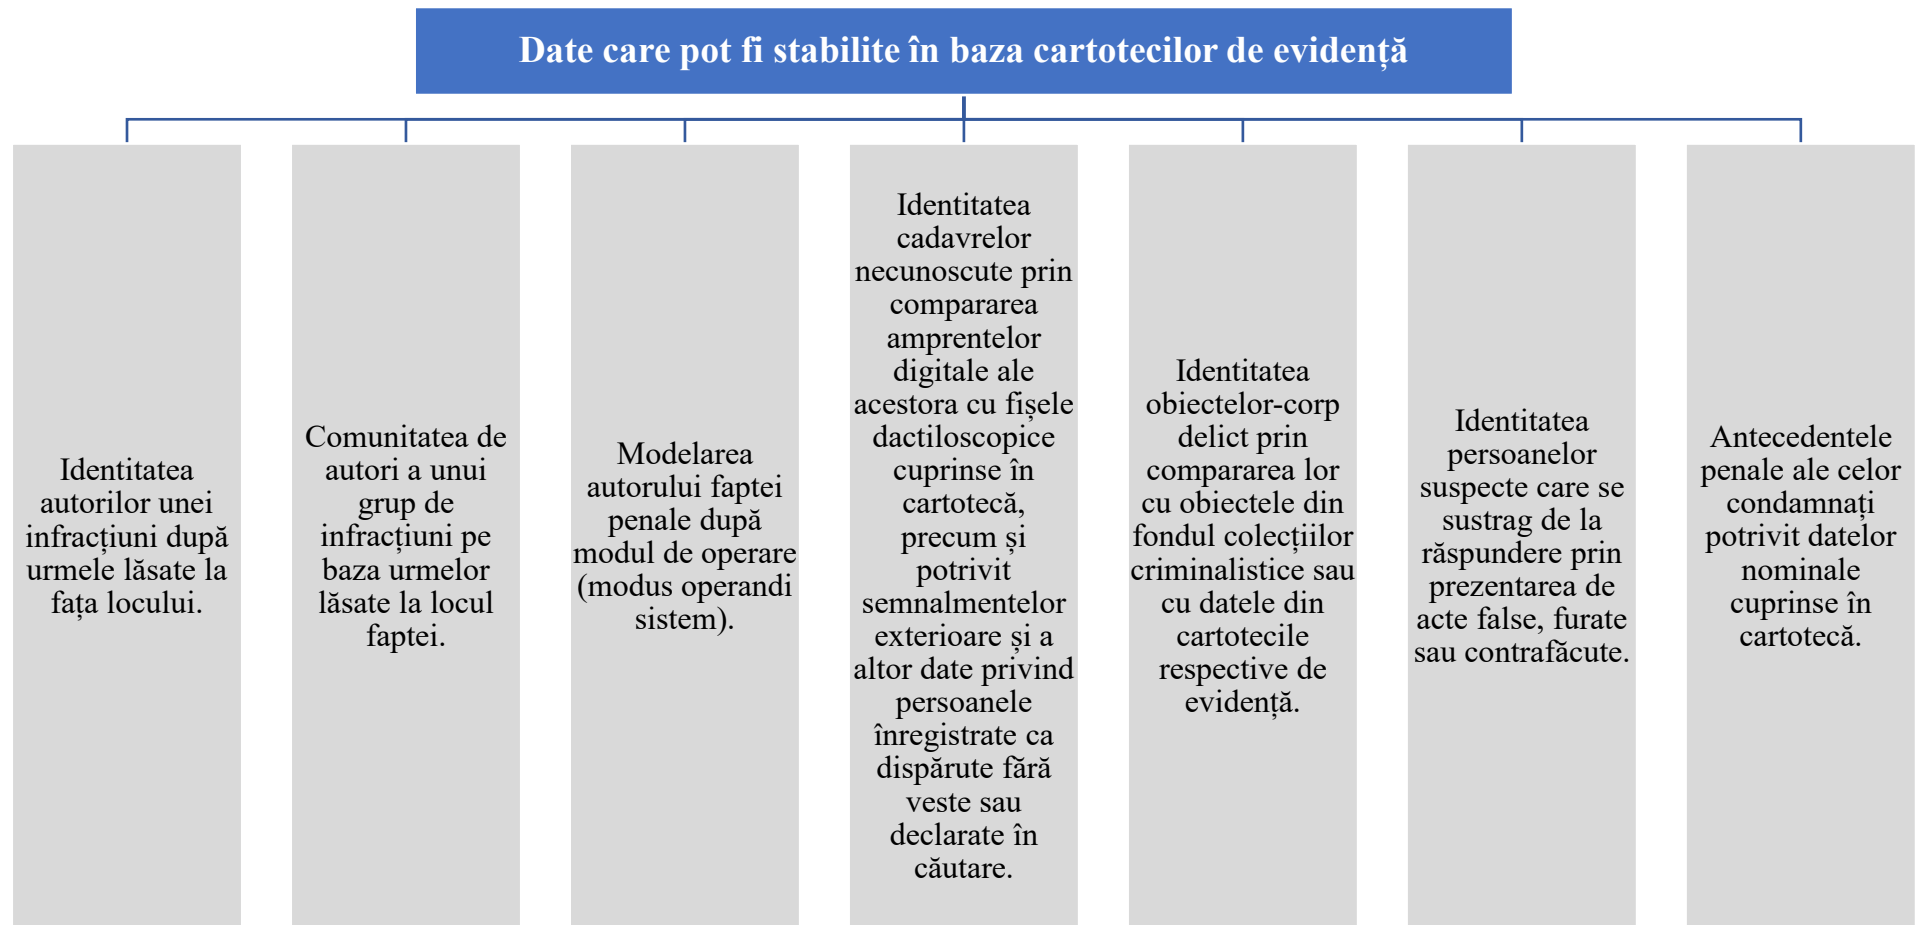 Date care pot fi stabilite în baza cartotecilor de evidență
Identitatea
autorilor unei
infracțiuni după
urmele lăsate la
fața locului.
Comunitatea de
autori a unui
grup de
infracțiuni pe
baza urmelor
lăsate la locul
faptei.
Modelarea
autorului faptei
penale după
modul de operare
(modus operandi
sistem).
Identitatea
cadavrelor
necunoscute prin
compararea
amprentelor
digitale ale
acestora cu fișele
dactiloscopice
cuprinse în
cartotecă,
precum și
potrivit
semnalmentelor
exterioare și a
altor date privind
persoanele
înregistrate ca
dispărute fără
veste sau
declarate în
căutare.
Identitatea
obiectelor-corp
delict prin
compararea lor
cu obiectele din
fondul colecțiilor
criminalistice sau
cu datele din
cartotecile
respective de
evidență.
Identitatea
persoanelor
suspecte care se
sustrag de la
răspundere prin
prezentarea de
acte false, furate
sau contrafăcute.
Antecedentele
penale ale celor
condamnați
potrivit datelor
nominale
cuprinse în
cartotecă.